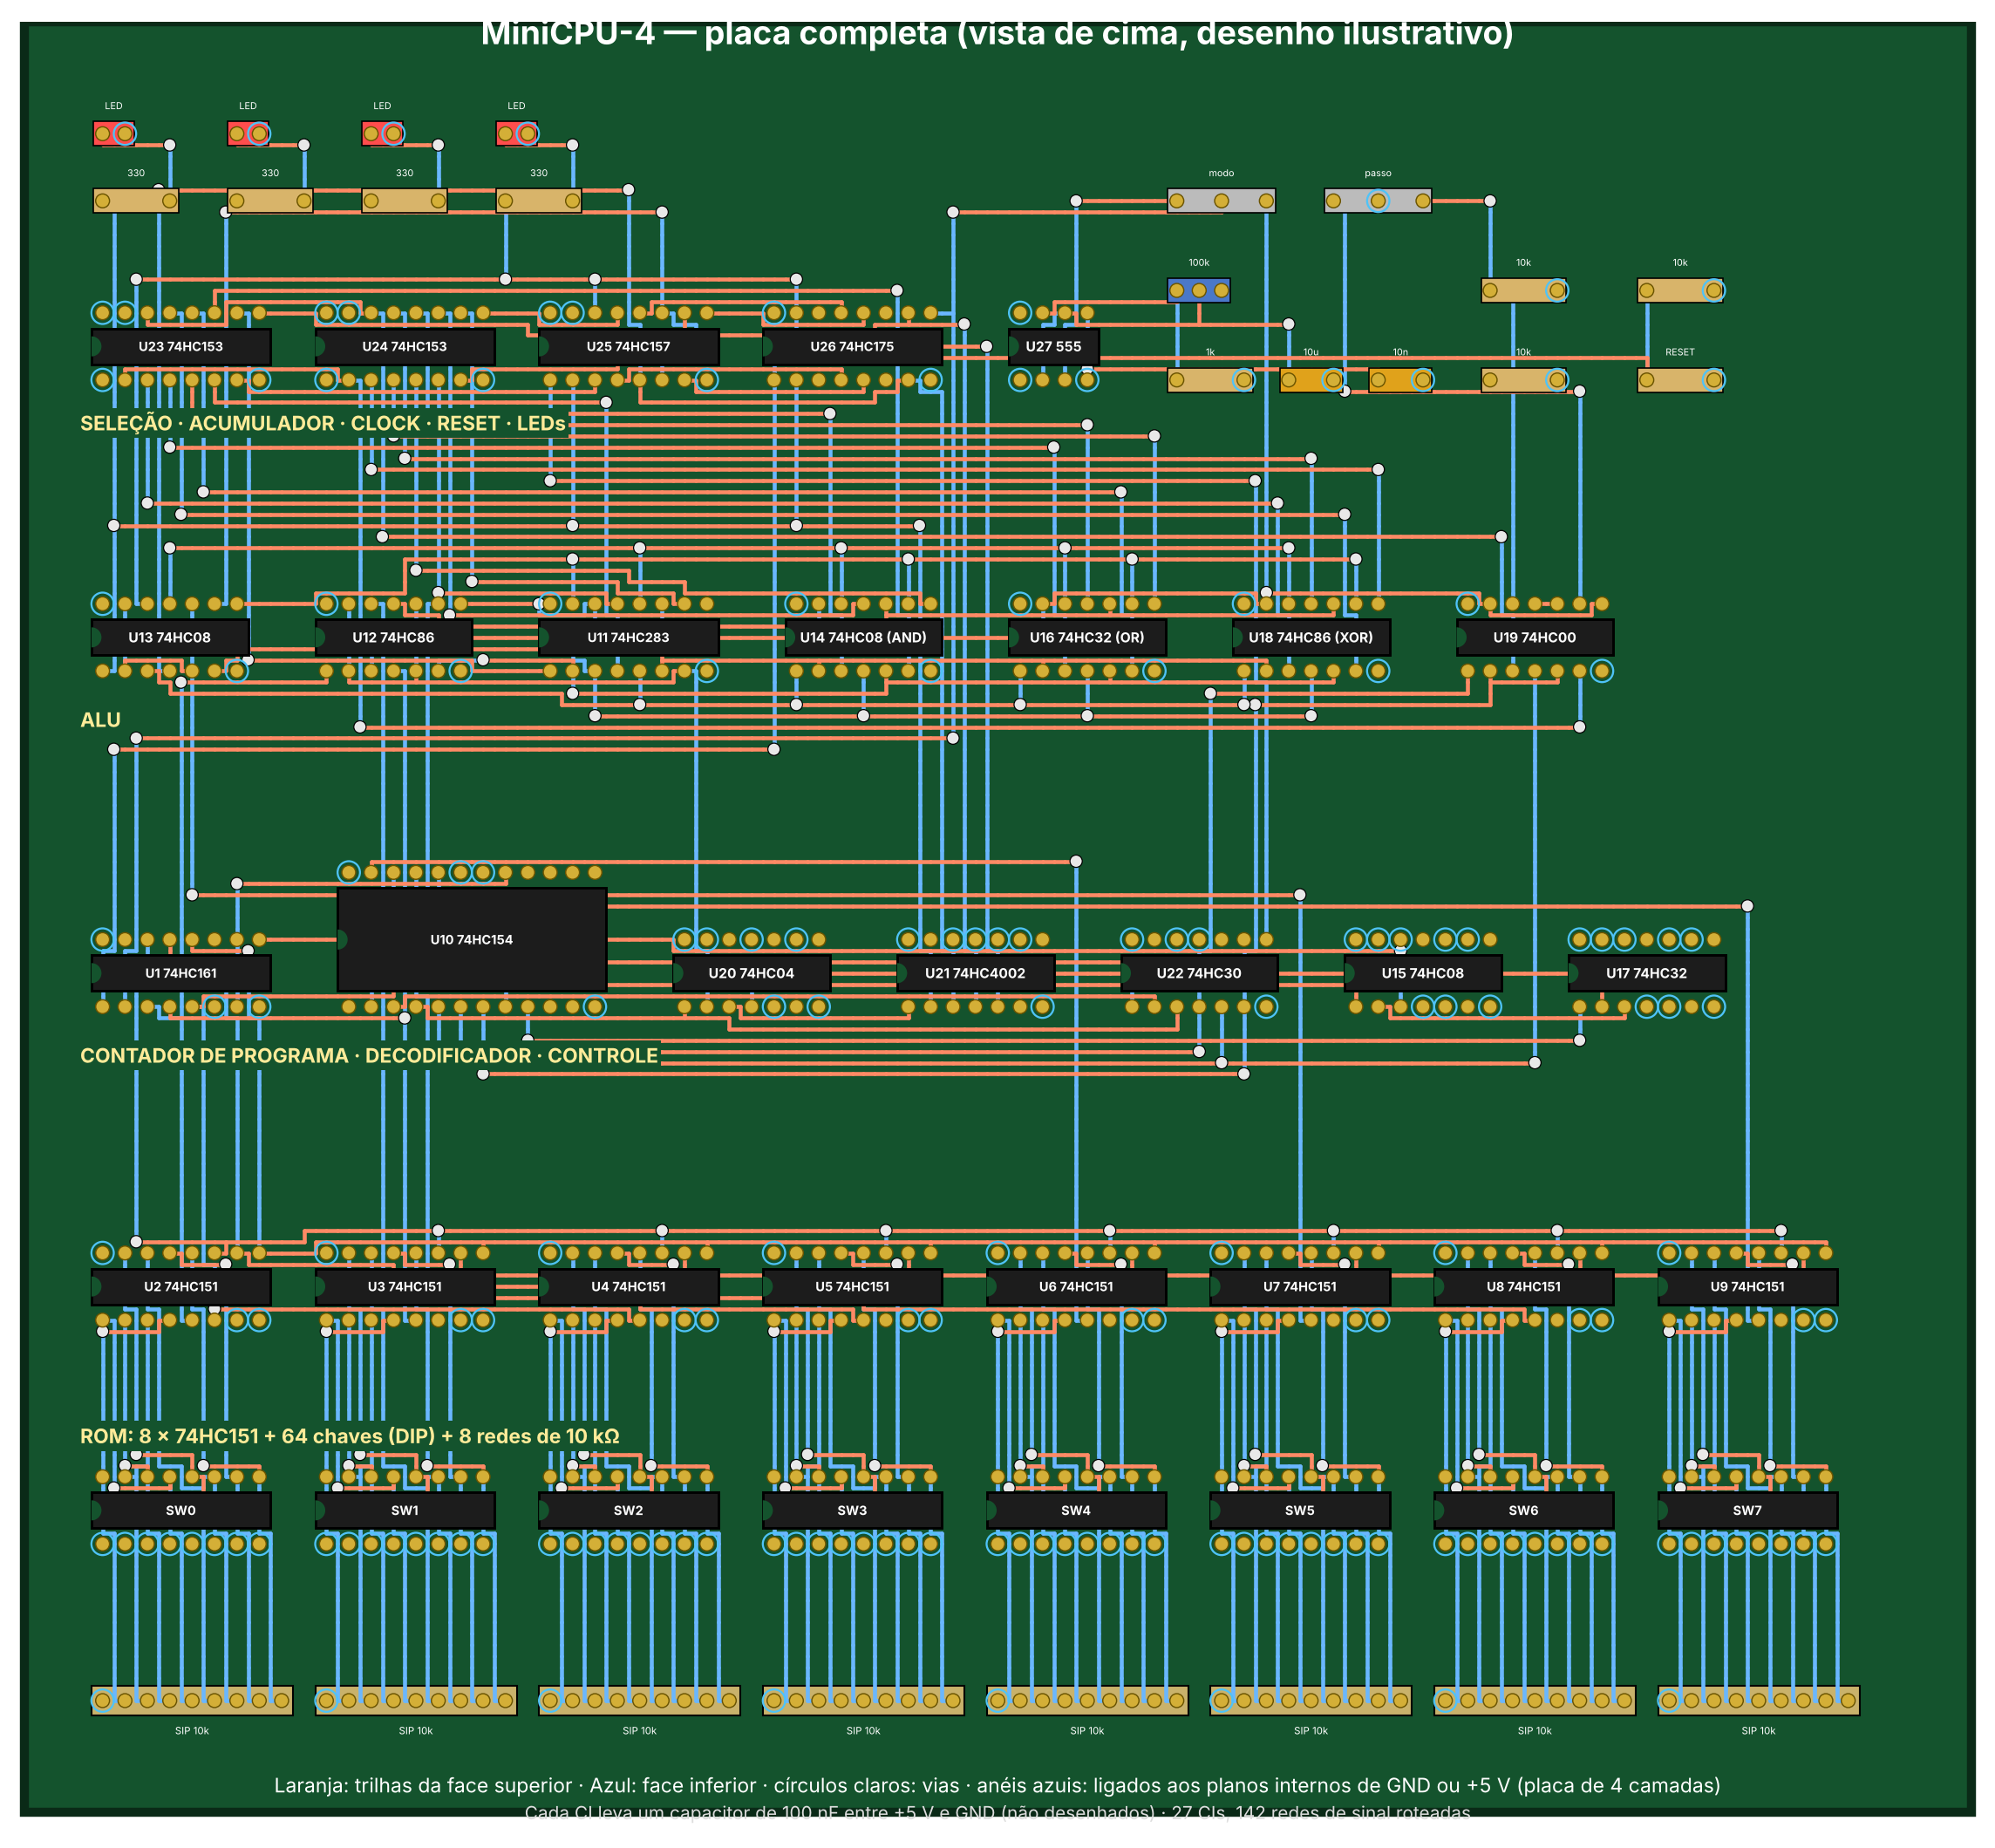 MiniCPU-4 — placa completa (vista de cima, desenho ilustrativo)
LED LED LED LED
330 330 330 330 modo passo
100k 10k 10k
U23 74HC153 U24 74HC153 U25 74HC157 U26 74HC175 U27 555
1k 10u 10n 10k RESET
SELEÇÃO · ACUMULADOR · CLOCK · RESET · LEDs
U13 74HC08 U12 74HC86 U11 74HC283 U14 74HC08 (AND) U16 74HC32 (OR) U18 74HC86 (XOR) U19 74HC00
ALU
U10 74HC154
U1 74HC161 U20 74HC04 U21 74HC4002 U22 74HC30 U15 74HC08 U17 74HC32
CONTADOR DE PROGRAMA · DECODIFICADOR · CONTROLE
U2 74HC151 U3 74HC151 U4 74HC151 U5 74HC151 U6 74HC151 U7 74HC151 U8 74HC151 U9 74HC151
ROM: 8 × 74HC151 + 64 chaves (DIP) + 8 redes de 10 kΩ
SW0 SW1 SW2 SW3 SW4 SW5 SW6 SW7
SIP 10k SIP 10k SIP 10k SIP 10k SIP 10k SIP 10k SIP 10k SIP 10k
Laranja: trilhas da face superior · Azul: face inferior · círculos claros: vias · anéis azuis: ligados aos planos internos de GND ou +5 V (placa de 4 camadas)
Cada CI leva um capacitor de 100 nF entre +5 V e GND (não desenhados) · 27 CIs, 142 redes de sinal roteadas